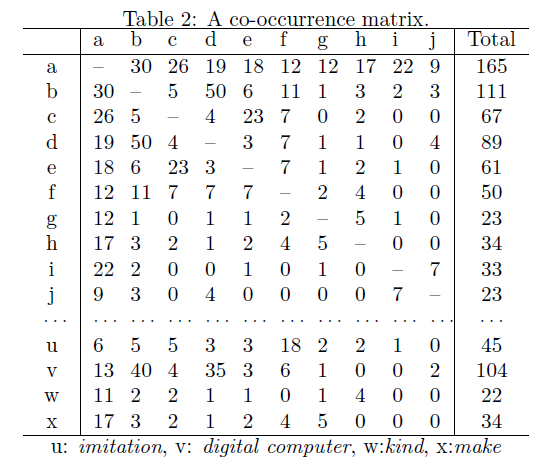 Table 2: A co-occurrence matrix.
a b c d e f g h i j Total
a – 30 26 19 18 12 12 17 22 9 165
b 30 – 5 50 6 11 1 3 2 3 111
c 26 5 – 4 23 7 0 2 0 0 67
d 19 50 4 – 3 7 1 1 0 4 89
e 18 6 23 3 – 7 1 2 1 0 61
f 12 11 7 7 7 – 2 4 0 0 50
g 12 1 0 1 1 2 – 5 1 0 23
h 17 3 2 1 2 4 5 – 0 0 34
i 22 2 0 0 1 0 1 0 – 7 33
j 9 3 0 4 0 0 0 0 7 – 23
··· ··· ··· ··· ··· ··· ··· ··· ··· ··· ··· ···
u 6 5 5 3 3 18 2 2 1 0 45
v 13 40 4 35 3 6 1 0 0 2 104
w 11 2 2 1 1 0 1 4 0 0 22
x 17 3 2 1 2 4 5 0 0 0 34
u: imitation, v: digital computer, w:kind, x:make